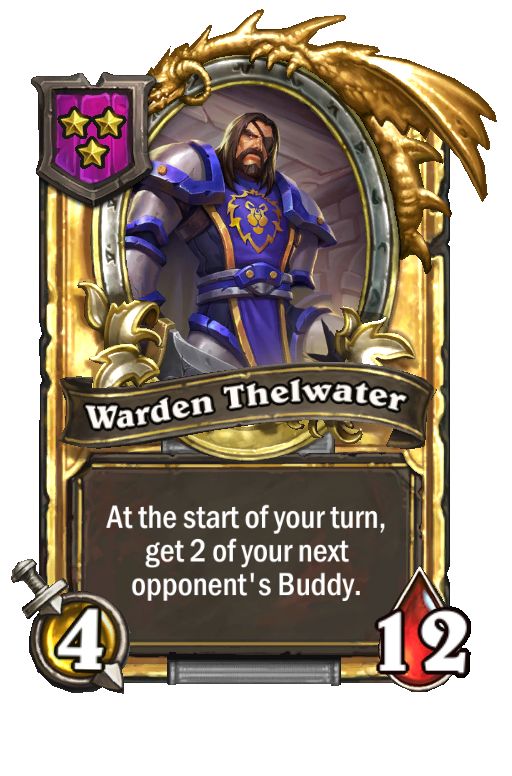 Warden Thelwater
At the start of your turn,
get 2 of your next
opponent's Buddy.
4
12